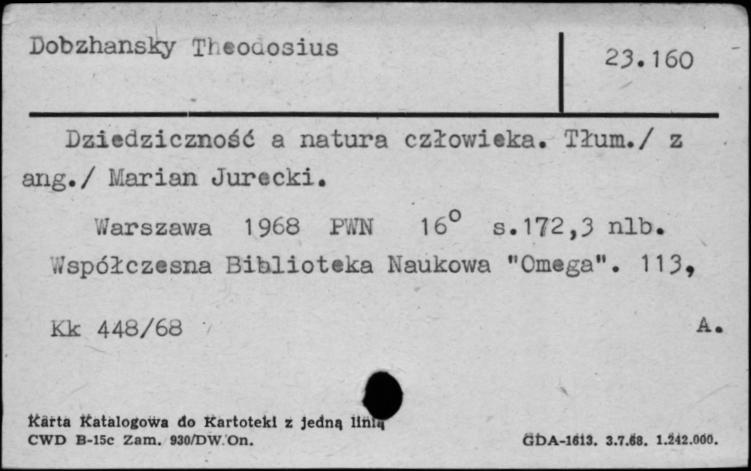 Dobzhansky Theodosius
23.160
Dziedziczność a natura człowieka. Tłum./ z
ang./ Marian Jurecki.
Warszawa 1968 PWN 16° s.172,3 nlb.
Współczesna Biblioteka Naukowa "Omega". 113,
Kk 448/68
A.
Karta Katalogowa do Kartoteki z jedną linią
CWD B-15c Zam. 930/DW.On.
GDA-1613. 3.7.68. 1.242.000.